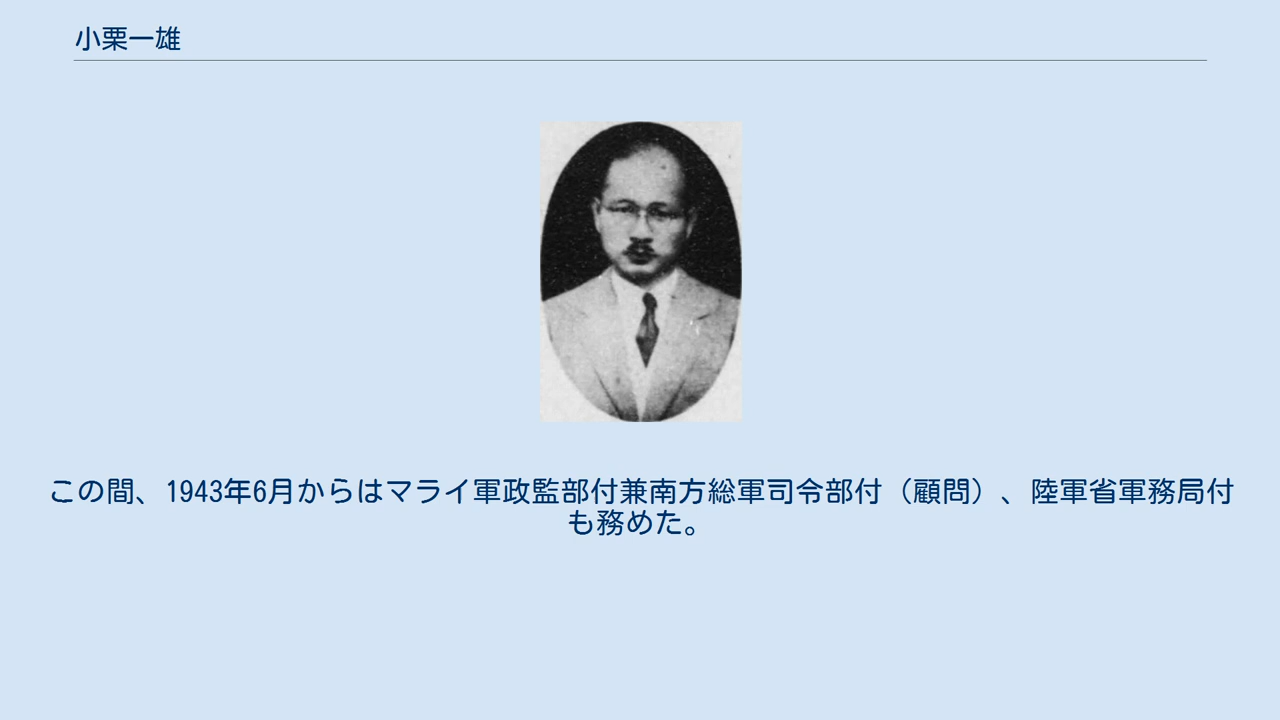 小栗一雄
この間、1943年6月からはマライ軍政監部付兼南方総軍司令部付（顧問）、陸軍省軍務局付
も務めた。